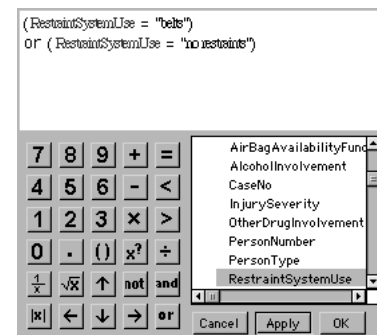 (RestraintSystemUse = "belts")
or (RestraintSystemUse = "no restraints")
7 8 9 + =
4 5 6 - <
1 2 3 × >
0 . () x? ÷
1/x √x ↑ not and
|x| ← ↓ → or
AirBagAvailabilityFunc
AlcoholInvolvement
CaseNo
InjurySeverity
OtherDrugInvolvement
PersonNumber
PersonType
RestraintSystemUse
Cancel Apply OK